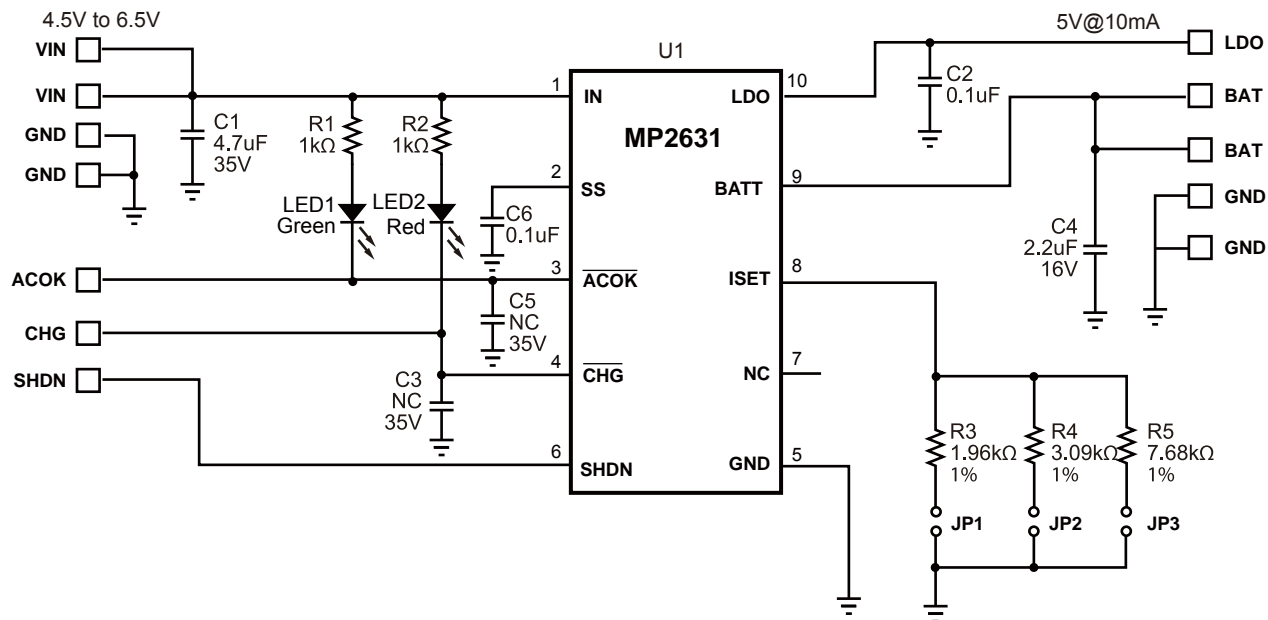 4.5V to 6.5V
VIN
VIN
GND
GND
C1
4.7uF
35V
R1
1kΩ
R2
1kΩ
LED1
Green
LED2
Red
C6
0.1uF
ACOK
CHG
SHDN
C5
NC
35V
C3
NC
35V
U1
MP2631
1
IN
2
SS
3
ACOK
4
CHG
6
SHDN
10
LDO
9
BATT
8
ISET
7
NC
5
GND
5V@10mA
C2
0.1uF
LDO
BAT
BAT
GND
GND
C4
2.2uF
16V
R3
1.96kΩ
1%
R4
3.09kΩ
1%
R5
7.68kΩ
1%
JP1
JP2
JP3